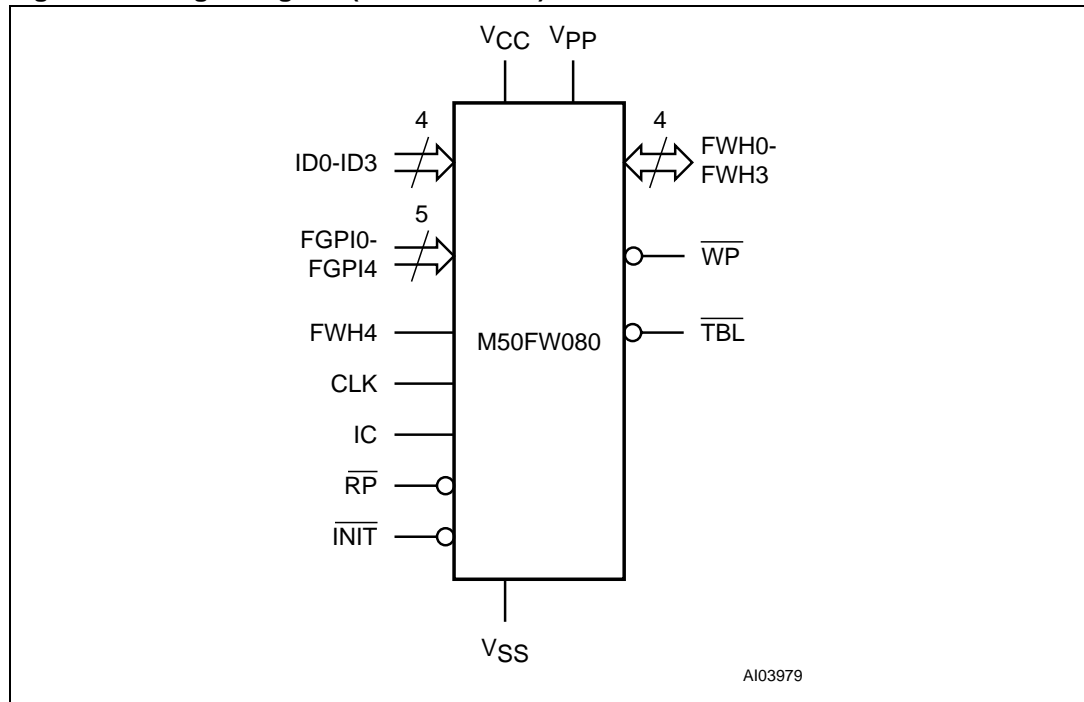 VCC VPP
4
ID0-ID3
4
FWH0-
FWH3
5
FGPI0-
FGPI4
WP
FWH4
M50FW080
TBL
CLK
IC
RP
INIT
VSS
AI03979